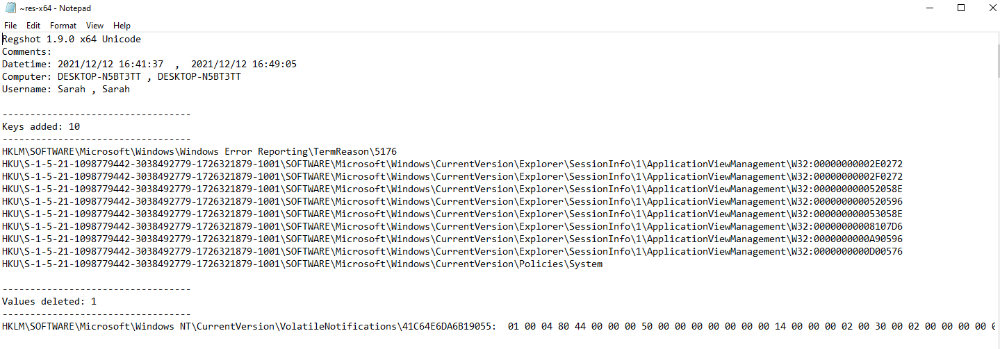 ~res-x64 - Notepad
File Edit Format View Help
Regshot 1.9.0 x64 Unicode
Comments:
Datetime: 2021/12/12 16:41:37  ,  2021/12/12 16:49:05
Computer: DESKTOP-N5BT3TT , DESKTOP-N5BT3TT
Username: Sarah , Sarah
----------------------------------
Keys added: 10
----------------------------------
HKLM\SOFTWARE\Microsoft\Windows\Windows Error Reporting\TermReason\5176
HKU\S-1-5-21-1098779442-3038492779-1726321879-1001\SOFTWARE\Microsoft\Windows\CurrentVersion\Explorer\SessionInfo\1\ApplicationViewManagement\W32:00000000002E0272
HKU\S-1-5-21-1098779442-3038492779-1726321879-1001\SOFTWARE\Microsoft\Windows\CurrentVersion\Explorer\SessionInfo\1\ApplicationViewManagement\W32:00000000002F0272
HKU\S-1-5-21-1098779442-3038492779-1726321879-1001\SOFTWARE\Microsoft\Windows\CurrentVersion\Explorer\SessionInfo\1\ApplicationViewManagement\W32:000000000052058E
HKU\S-1-5-21-1098779442-3038492779-1726321879-1001\SOFTWARE\Microsoft\Windows\CurrentVersion\Explorer\SessionInfo\1\ApplicationViewManagement\W32:0000000000520596
HKU\S-1-5-21-1098779442-3038492779-1726321879-1001\SOFTWARE\Microsoft\Windows\CurrentVersion\Explorer\SessionInfo\1\ApplicationViewManagement\W32:000000000053058E
HKU\S-1-5-21-1098779442-3038492779-1726321879-1001\SOFTWARE\Microsoft\Windows\CurrentVersion\Explorer\SessionInfo\1\ApplicationViewManagement\W32:00000000008107D6
HKU\S-1-5-21-1098779442-3038492779-1726321879-1001\SOFTWARE\Microsoft\Windows\CurrentVersion\Explorer\SessionInfo\1\ApplicationViewManagement\W32:0000000000A90596
HKU\S-1-5-21-1098779442-3038492779-1726321879-1001\SOFTWARE\Microsoft\Windows\CurrentVersion\Explorer\SessionInfo\1\ApplicationViewManagement\W32:0000000000D00576
HKU\S-1-5-21-1098779442-3038492779-1726321879-1001\SOFTWARE\Microsoft\Windows\CurrentVersion\Policies\System
----------------------------------
Values deleted: 1
----------------------------------
HKLM\SOFTWARE\Microsoft\Windows NT\CurrentVersion\VolatileNotifications\41C64E6DA6B19055:  01 00 04 80 44 00 00 00 50 00 00 00 00 00 00 00 14 00 00 00 02 00 30 00 02 00 00 00 00